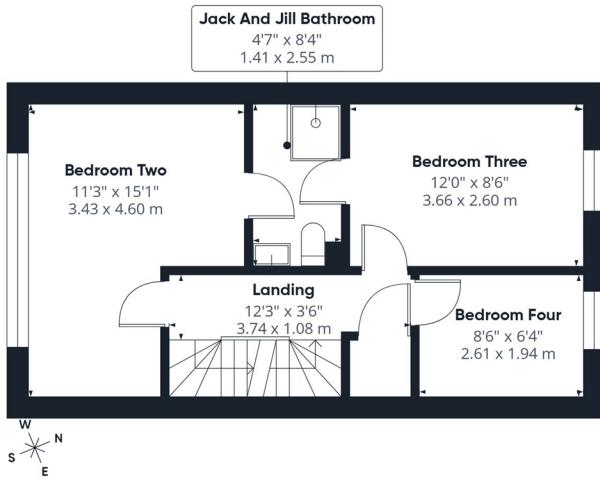 Jack And Jill Bathroom
4'7" x 8'4"
1.41 x 2.55 m
Bedroom Two
11'3" x 15'1"
3.43 x 4.60 m
Bedroom Three
12'0" x 8'6"
3.66 x 2.60 m
Landing
12'3" x 3'6"
3.74 x 1.08 m
Bedroom Four
8'6" x 6'4"
2.61 x 1.94 m
W
N
S
E